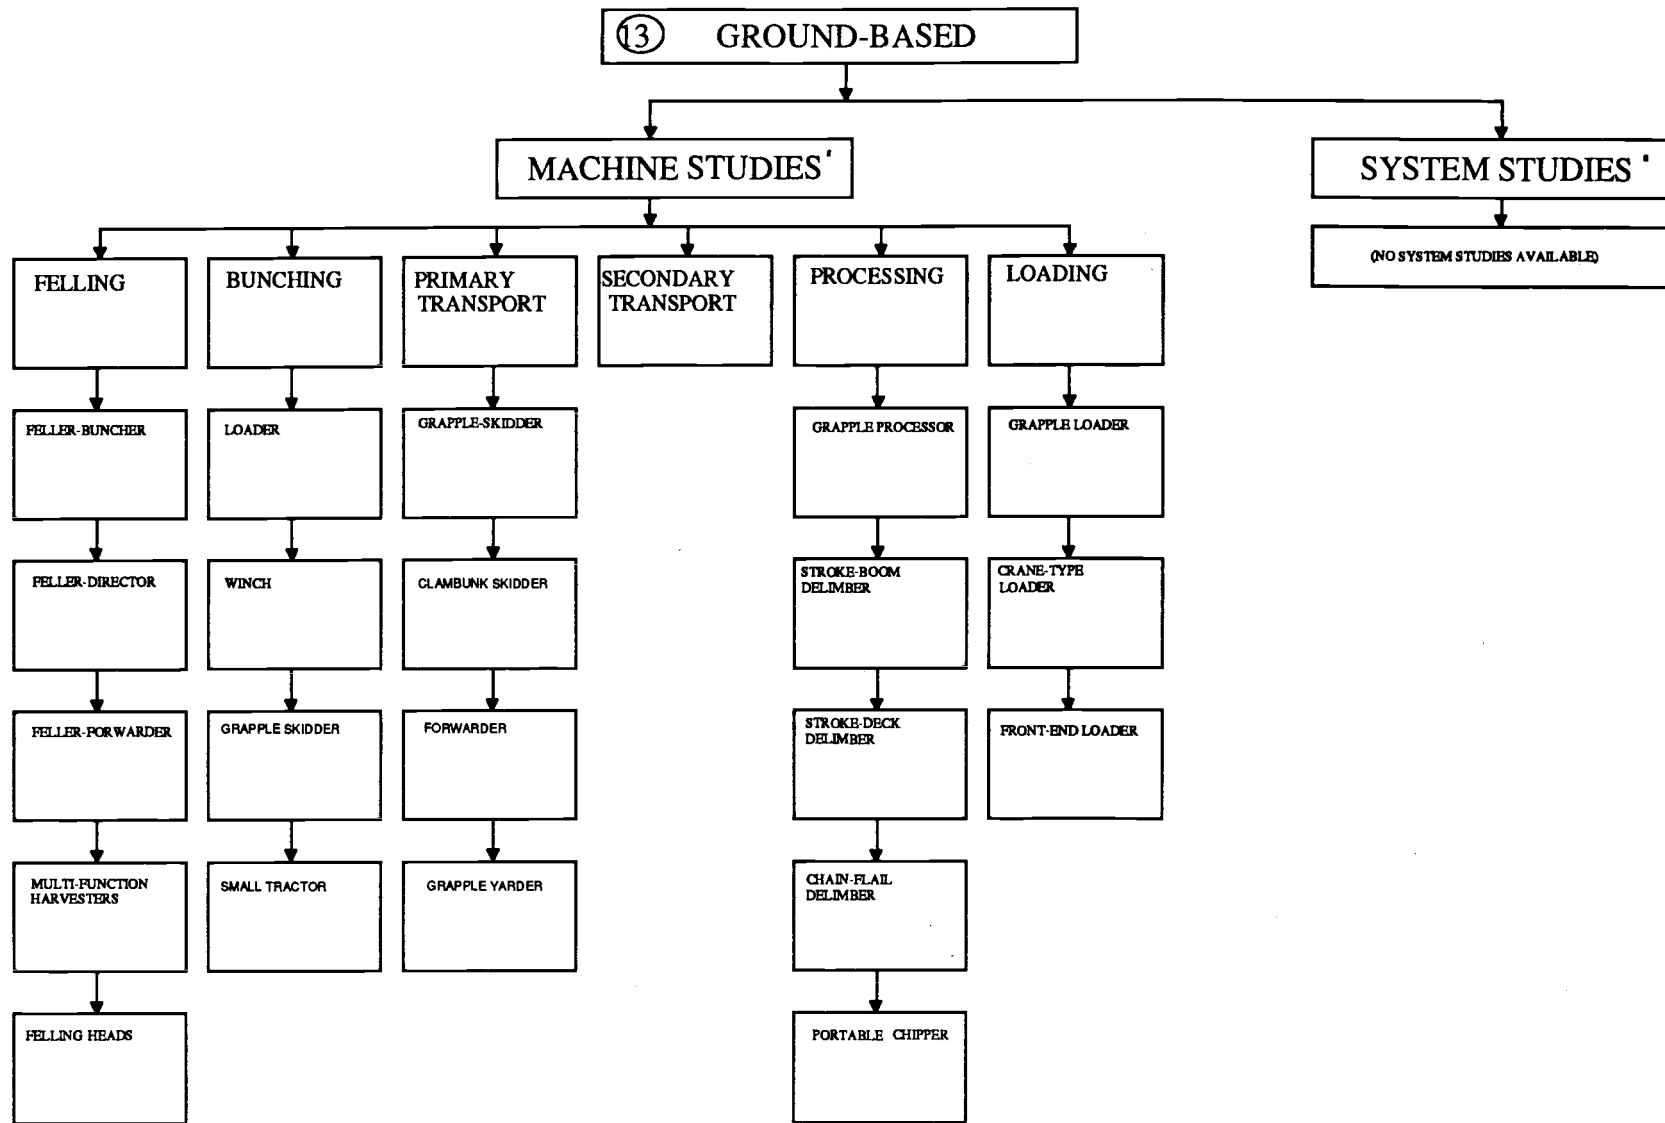 13 GROUND-BASED
MACHINE STUDIES
SYSTEM STUDIES
(NO SYSTEM STUDIES AVAILABLE)
FELLING
BUNCHING
PRIMARY
TRANSPORT
SECONDARY
TRANSPORT
PROCESSING
LOADING
FELLER-BUNCHER
LOADER
GRAPPLE-SKIDDER
GRAPPLE PROCESSOR
GRAPPLE LOADER
FELLER-DIRECTOR
WINCH
CLAMBUNK SKIDDER
STROKE-BOOM
DELIMBER
CRANE-TYPE
LOADER
FELLER-FORWARDER
GRAPPLE SKIDDER
FORWARDER
STROKE-DECK
DELIMBER
FRONT-END LOADER
MULTI-FUNCTION
HARVESTERS
SMALL TRACTOR
GRAPPLE YARDER
CHAIN-FLAIL
DELIMBER
FELLING HEADS
PORTABLE CHIPPER